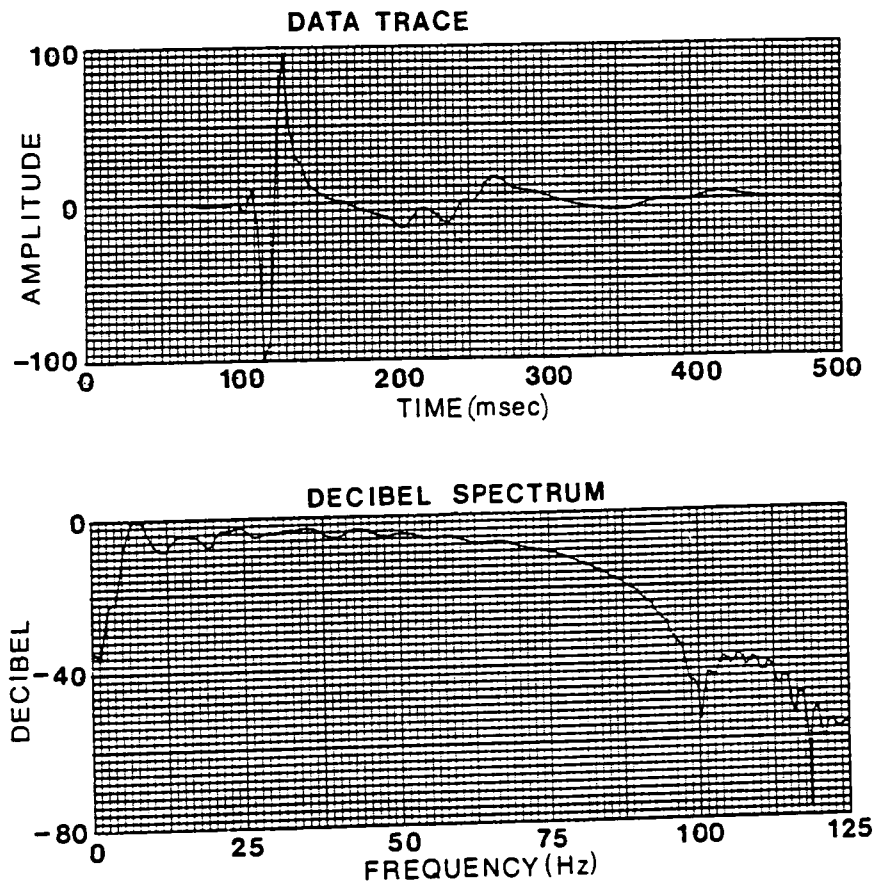 DATA TRACE
100
0
-100
AMPLITUDE
0 100 200 300 400 500
TIME (msec)
DECIBEL SPECTRUM
0
-40
-80
DECIBEL
0 25 50 75 100 125
FREQUENCY (Hz)